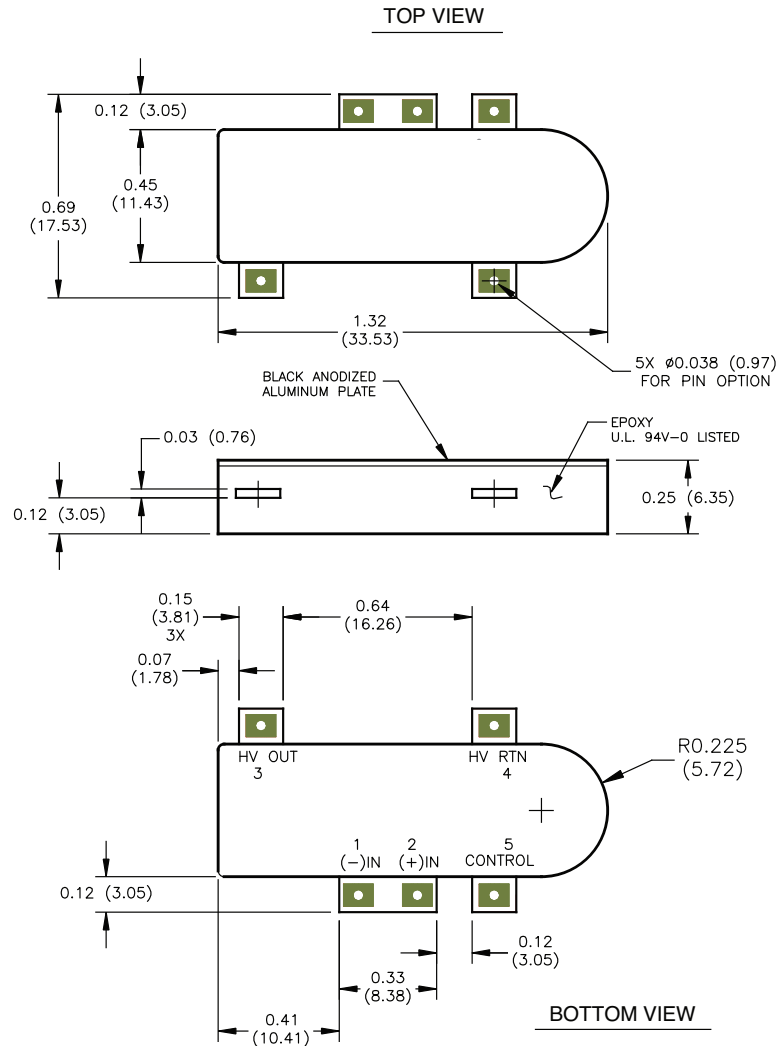 TOP VIEW
0.12 (3.05)
0.45
(11.43)
0.69
(17.53)
1.32
(33.53)
5X ø0.038 (0.97)
FOR PIN OPTION
BLACK ANODIZED
ALUMINUM PLATE
EPOXY
U.L. 94V-0 LISTED
0.03 (0.76)
0.12 (3.05)
0.25 (6.35)
0.15
(3.81)
3X
0.64
(16.26)
0.07
(1.78)
HV OUT
3
HV RTN
4
R0.225
(5.72)
1
(-)IN
2
(+)IN
5
CONTROL
0.12 (3.05)
0.12
(3.05)
0.33
(8.38)
0.41
(10.41)
BOTTOM VIEW